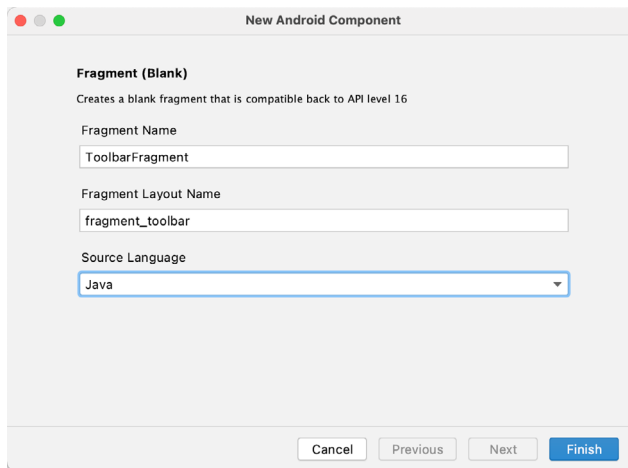 New Android Component
Fragment (Blank)
Creates a blank fragment that is compatible back to API level 16
Fragment Name
ToolbarFragment
Fragment Layout Name
fragment_toolbar
Source Language
Java
Cancel
Previous
Next
Finish